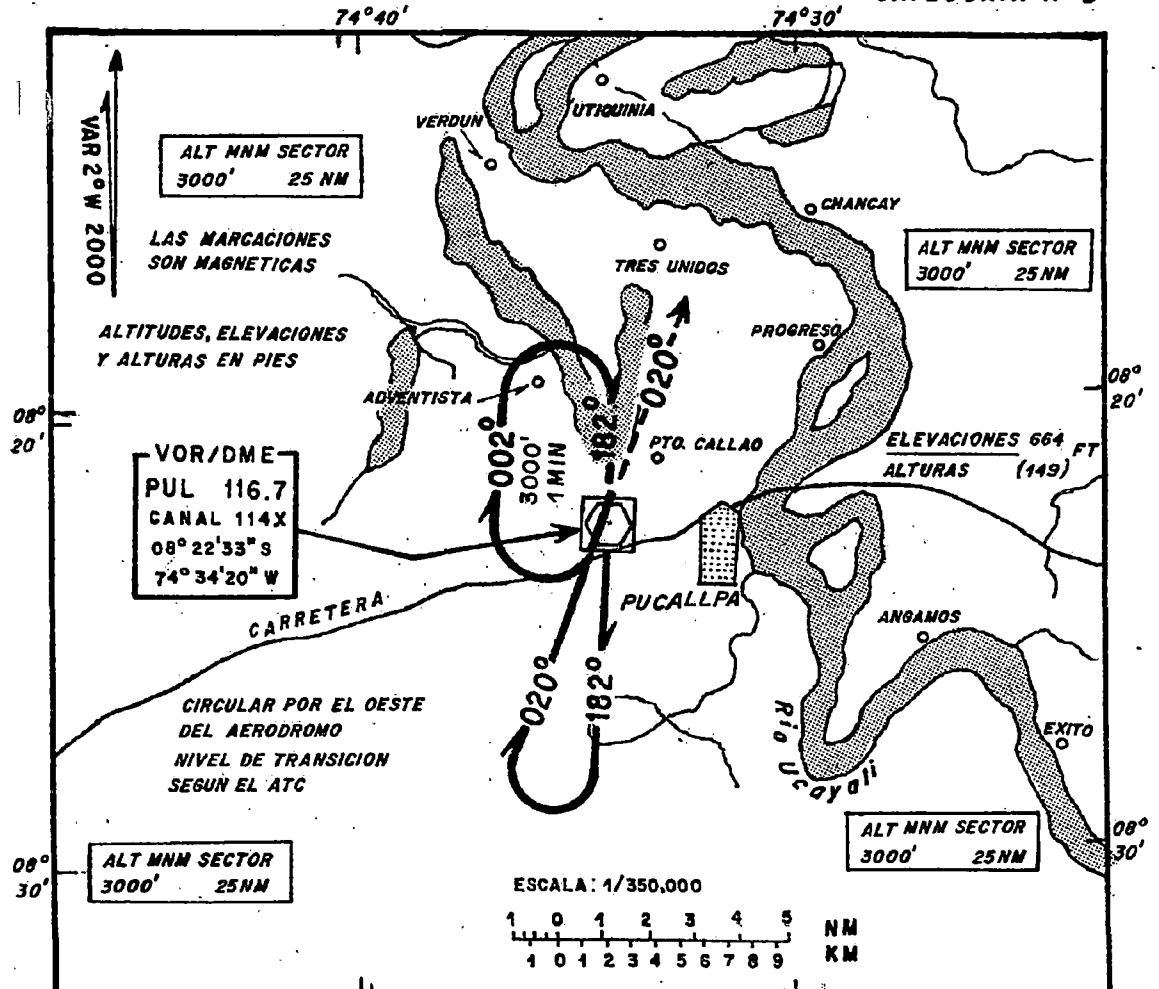 74°40'
74°30'
VAR 2°W 2000
ALT MNM SECTOR
3000' 25 NM
LAS MARCACIONES
SON MAGNETICAS
ALTITUDES, ELEVACIONES
Y ALTURAS EN PIES
VERDUN
UTIQUINIA
CHANCAY
TRES UNIDOS
ALT MNM SECTOR
3000' 25NM
PROGRESO
ADVENTISTA
08°
20'
08°
20'
002°
3000'
1 MIN
182°
020°
PTO. CALLAO
ELEVACIONES 664 FT
ALTURAS (149)
VOR/DME
PUL 116.7
CANAL 114X
08° 22'33" S
74° 34'20" W
CARRETERA
PUCALLPA
ANGAMOS
020°
182°
Rio Ucayali
EXITO
CIRCULAR POR EL OESTE
DEL AERODROMO
NIVEL DE TRANSICION
SEGUN EL ATC
ALT MNM SECTOR
3000' 25NM
08°
30'
ALT MNM SECTOR
3000' 25NM
08°
30'
ESCALA: 1/350,000
1 0 1 2 3 4 5 NM
1 0 1 2 3 4 5 6 7 8 9 KM